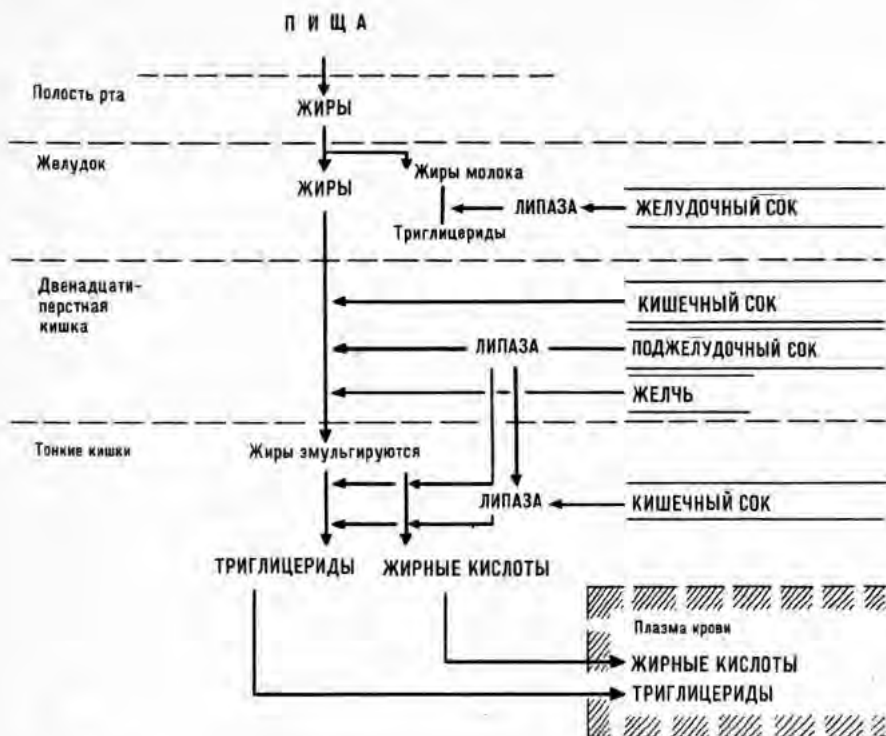 ПИЩА
Полость рта
ЖИРЫ
Желудок
Жиры молока
ЖИРЫ
ЛИПАЗА
ЖЕЛУДОЧНЫЙ СОК
Триглицериды
Двенадцати-
перстная
кишка
КИШЕЧНЫЙ СОК
ЛИПАЗА
ПОДЖЕЛУДОЧНЫЙ СОК
ЖЕЛЧЬ
Тонкие кишки
Жиры эмульгируются
ЛИПАЗА
КИШЕЧНЫЙ СОК
ТРИГЛИЦЕРИДЫ
ЖИРНЫЕ КИСЛОТЫ
Плазма крови
ЖИРНЫЕ КИСЛОТЫ
ТРИГЛИЦЕРИДЫ